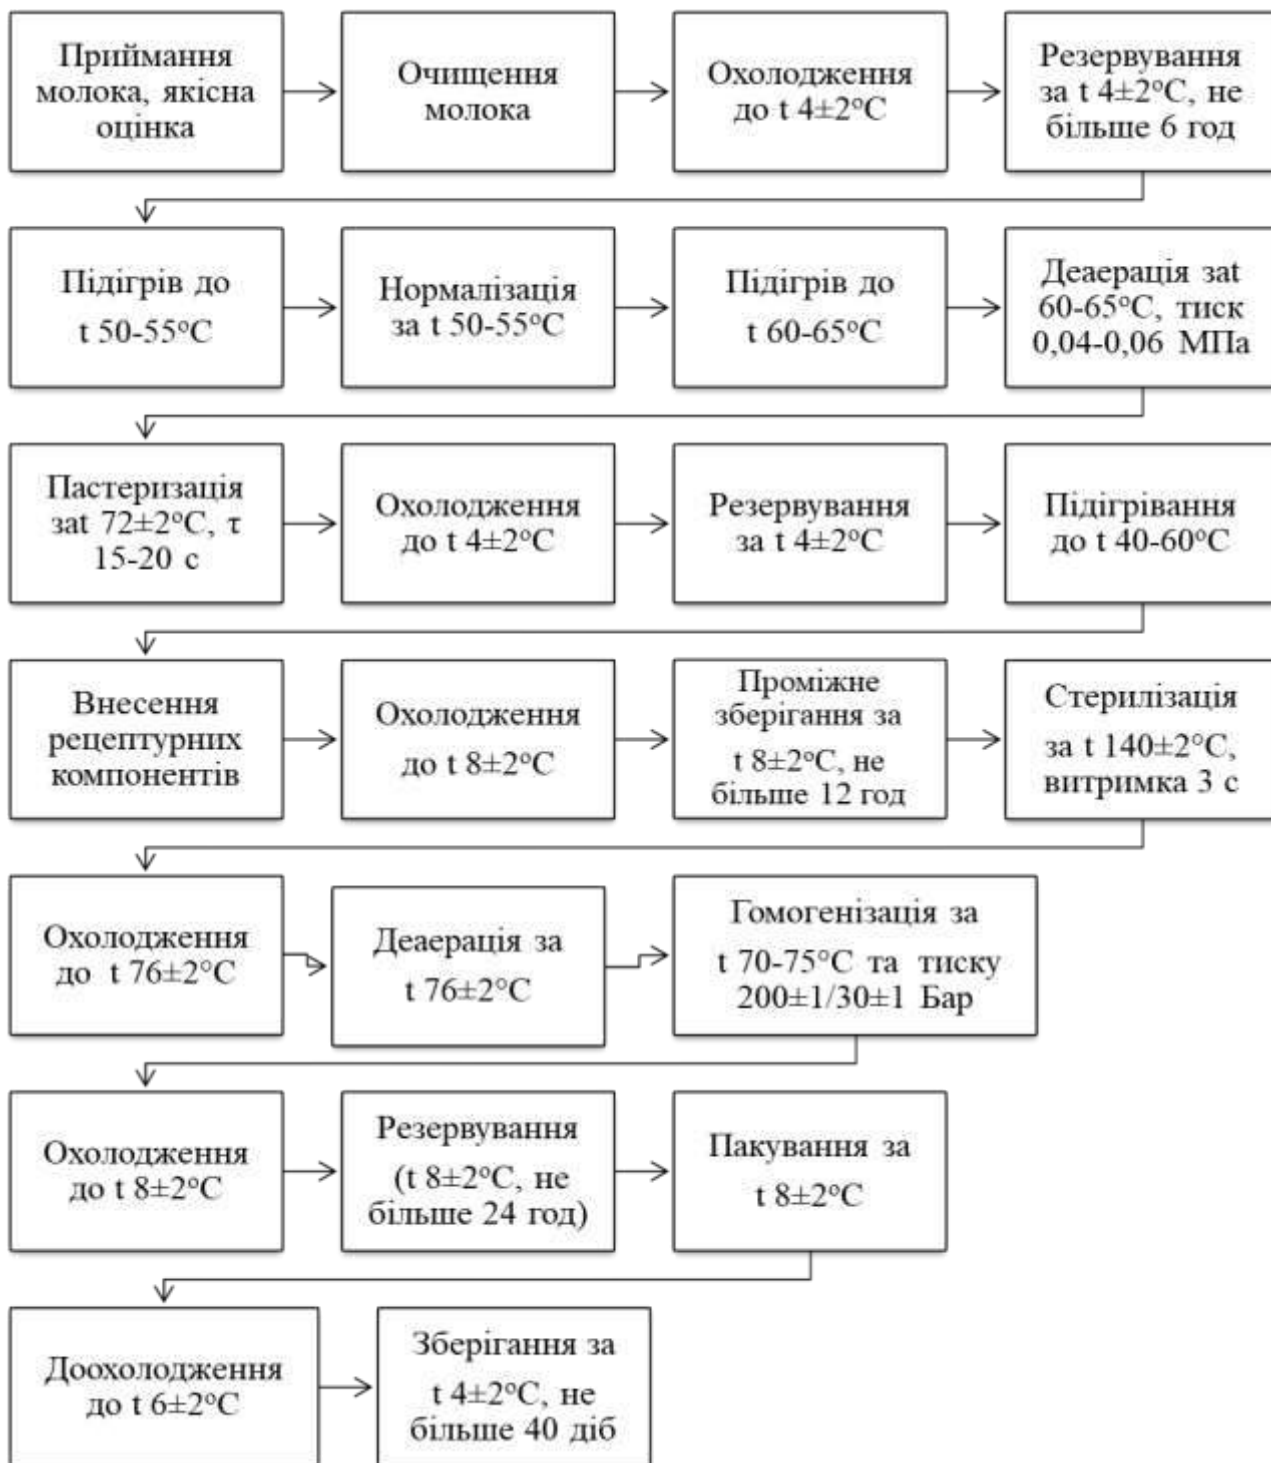 Приймання
молока, якісна
оцінка
Очищення
молока
Охолодження
до t 4±2°С
Резервування
за t 4±2°С, не
більше 6 год
Підігрів до
t 50-55°С
Нормалізація
за t 50-55°С
Підігрів до
t 60-65°С
Деаерація заt
60-65°С, тиск
0,04-0,06 МПа
Пастеризація
заt 72±2°С, τ
15-20 с
Охолодження
до t 4±2°С
Резервування
за t 4±2°С
Підігрівання
до t 40-60°С
Внесення
рецептурних
компонентів
Охолодження
до t 8±2°С
Проміжне
зберігання за
t 8±2°С, не
більше 12 год
Стерилізація
за t 140±2°С,
витримка 3 с
Охолодження
до t 76±2°С
Деаерація за
t 76±2°С
Гомогенізація за
t 70-75°С та тиску
200±1/30±1 Бар
Охолодження
до t 8±2°С
Резервування
(t 8±2°С, не
більше 24 год)
Пакування за
t 8±2°С
Доохолодження
до t 6±2°С
Зберігання за
t 4±2°С, не
більше 40 діб